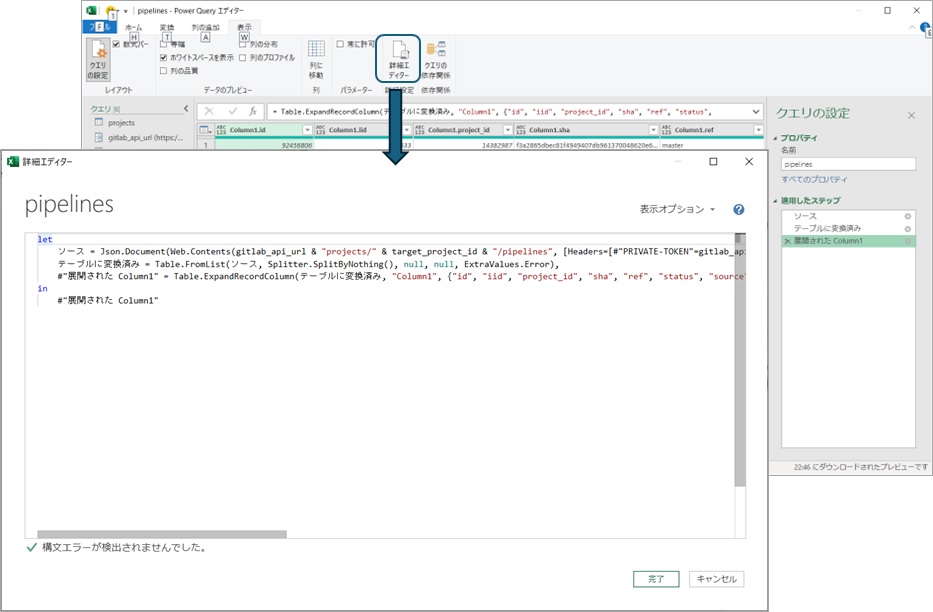 pipelines - Power Query エディター
ファイル ホーム 変換 列の追加 表示
F H T A W
数式バー 等幅 列の分布 常に許可
ホワイトスペースを表示 列のプロファイル
列の品質
クエリの設定
列に移動
詳細エディター
クエリの依存関係
レイアウト データのプレビュー 列 パラメーター 詳細設定 依存関係
クエリ [5]
projects
gitlab_api_url (https:/...
= Table.ExpandRecordColumn(テーブルに変換済み, "Column1", {"id", "iid", "project_id", "sha", "ref", "status",
Column1.id Column1.iid Column1.project_id Column1.sha Column1.ref
1 92456806 14382987 f3a2865dbec81f4949407db961370048620e6... master
クエリの設定
プロパティ
名前
pipelines
すべてのプロパティ
適用したステップ
ソース
テーブルに変換済み
展開された Column1
22:46 にダウンロードされたプレビューです
詳細エディター
pipelines
表示オプション
let
ソース = Json.Document(Web.Contents(gitlab_api_url & "projects/" & target_project_id & "/pipelines", [Headers=[#"PRIVATE-TOKEN"=gitlab_ap
テーブルに変換済み = Table.FromList(ソース, Splitter.SplitByNothing(), null, null, ExtraValues.Error),
#"展開された Column1" = Table.ExpandRecordColumn(テーブルに変換済み, "Column1", {"id", "iid", "project_id", "sha", "ref", "status", "source"
in
#"展開された Column1"
構文エラーが検出されませんでした。
完了 キャンセル